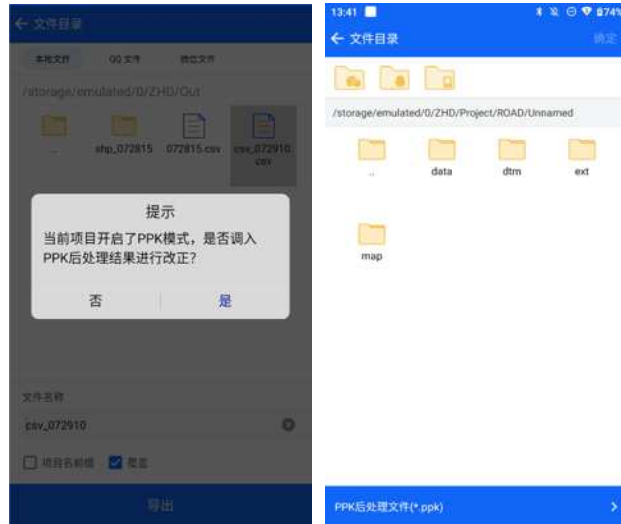 文件目录
本地文件 QQ 文件 微信文件
/storage/emulated/0/ZHD/Out
..
shp_072815
072815.csv
csv_072910.
csv
提示
当前项目开启了PPK模式，是否调入
PPK后处理结果进行改正？
否 是
文件名称
csv_072910
项目名前缀 覆盖
导出
13:41
74%
文件目录 确定
/storage/emulated/0/ZHD/Project/ROAD/Unnamed
.. data dtm ext
map
PPK后处理文件(*.ppk)